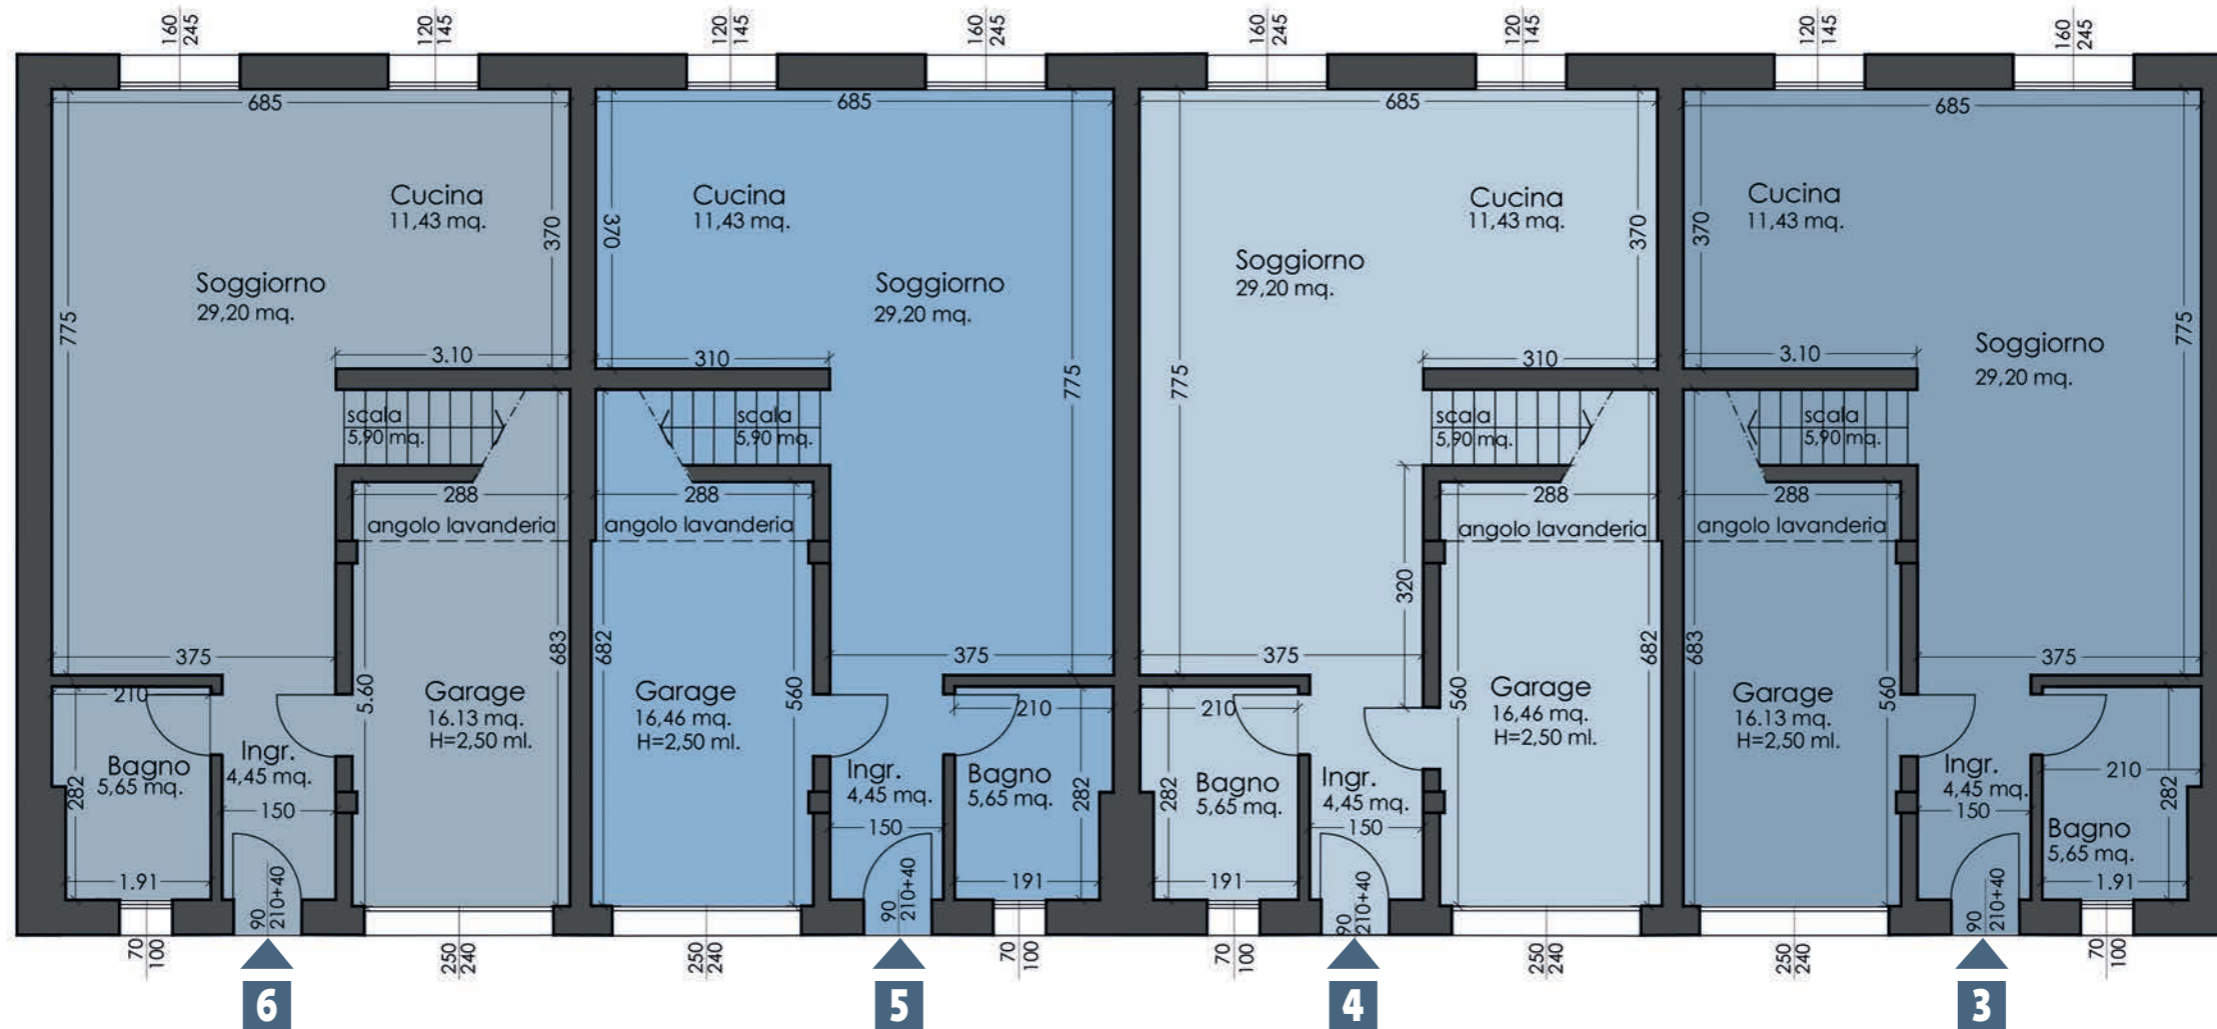 160
245
120
145
120
145
160
245
160
245
120
145
120
145
160
245
685
685
685
685
Cucina
11,43 mq.
370
Soggiorno
29,20 mq.
775
3.10
scala
5,90 mq.
288
angolo lavanderia
375
5.60
683
210
Garage
16.13 mq.
H=2,50 ml.
Bagno
5,65 mq.
282
Ingr.
4,45 mq.
150
1.91
90
210+40
70
100
250
240
6
370
Cucina
11,43 mq.
Soggiorno
29,20 mq.
775
310
scala
5,90 mq.
288
angolo lavanderia
682
375
560
Garage
16,46 mq.
H=2,50 ml.
210
Ingr.
4,45 mq.
Bagno
5,65 mq.
282
150
191
90
210+40
250
240
70
100
5
Cucina
11,43 mq.
370
Soggiorno
29,20 mq.
775
310
scala
5,90 mq.
288
angolo lavanderia
320
375
560
682
210
Garage
16,46 mq.
H=2,50 ml.
Bagno
5,65 mq.
282
Ingr.
4,45 mq.
150
191
90
210+40
70
100
250
240
4
370
Cucina
11,43 mq.
Soggiorno
29,20 mq.
775
3.10
scala
5,90 mq.
288
angolo lavanderia
683
375
560
Garage
16.13 mq.
H=2,50 ml.
Ingr.
4,45 mq.
150
210
282
Bagno
5,65 mq.
1.91
90
210+40
250
240
70
100
3